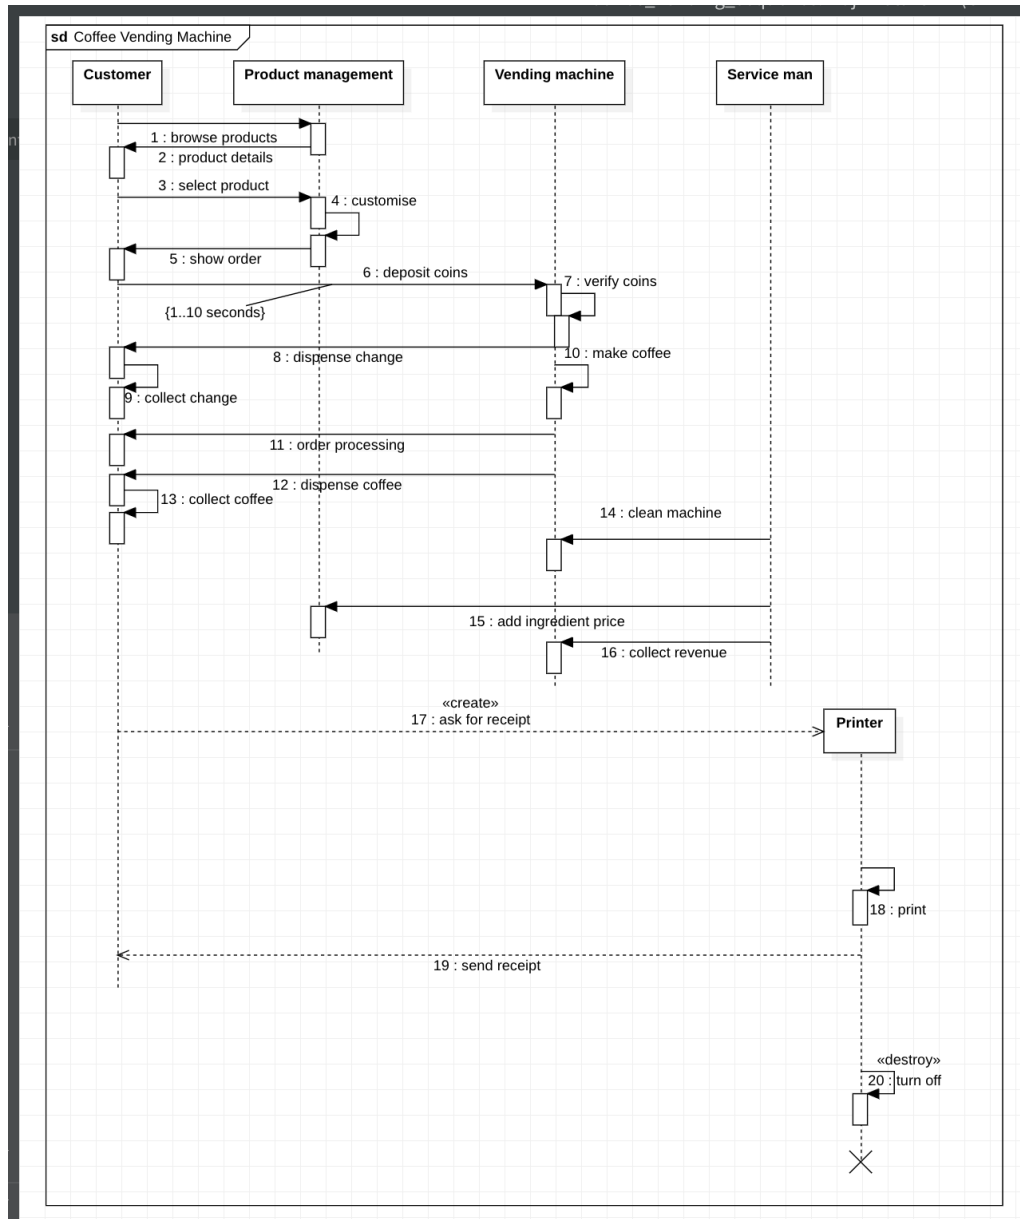 sd Coffee Vending Machine
Customer
Product management
Vending machine
Service man
1 : browse products
2 : product details
3 : select product
4 : customise
5 : show order
6 : deposit coins
7 : verify coins
{1..10 seconds}
8 : dispense change
10 : make coffee
9 : collect change
11 : order processing
12 : dispense coffee
13 : collect coffee
14 : clean machine
15 : add ingredient price
16 : collect revenue
«create»
17 : ask for receipt
Printer
18 : print
19 : send receipt
«destroy»
20 : turn off